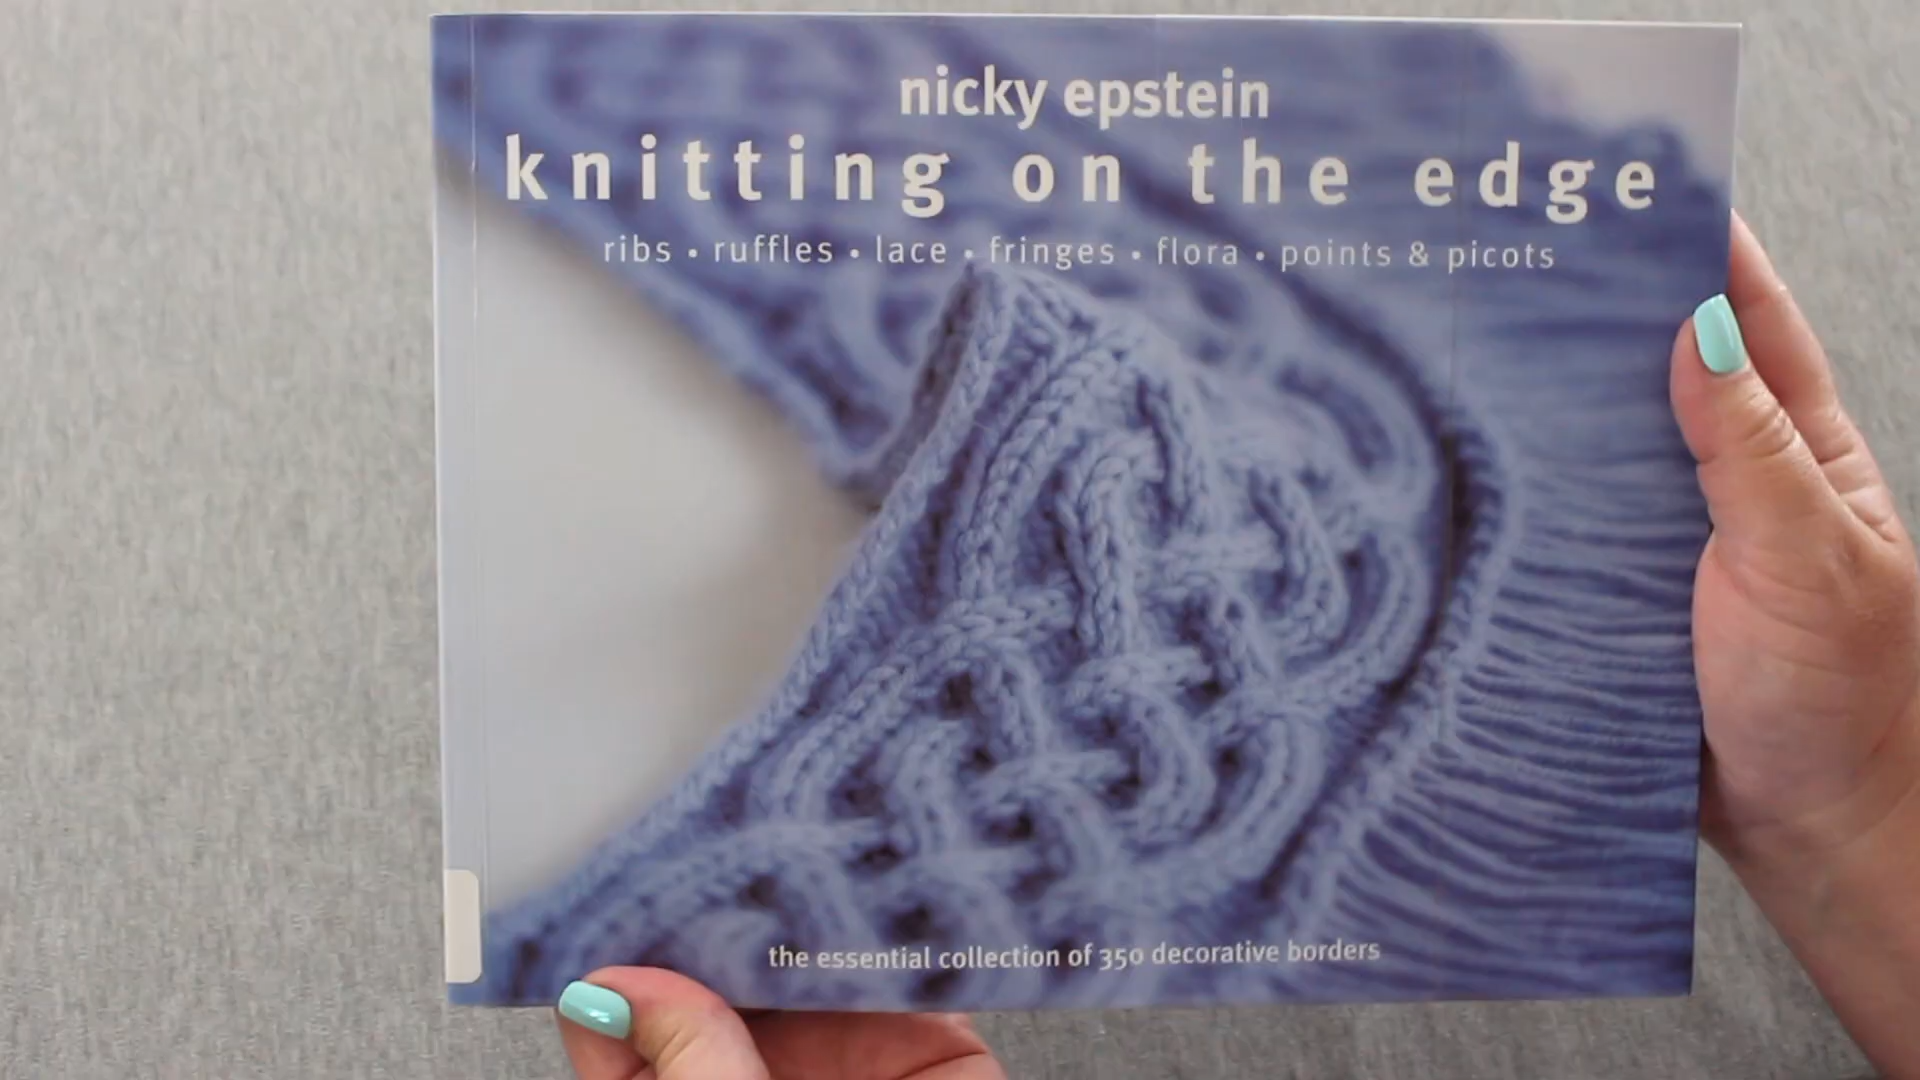 nicky epstein
knitting on the edge
ribs • ruffles • lace • fringes • flora • points & picots
the essential collection of 350 decorative borders